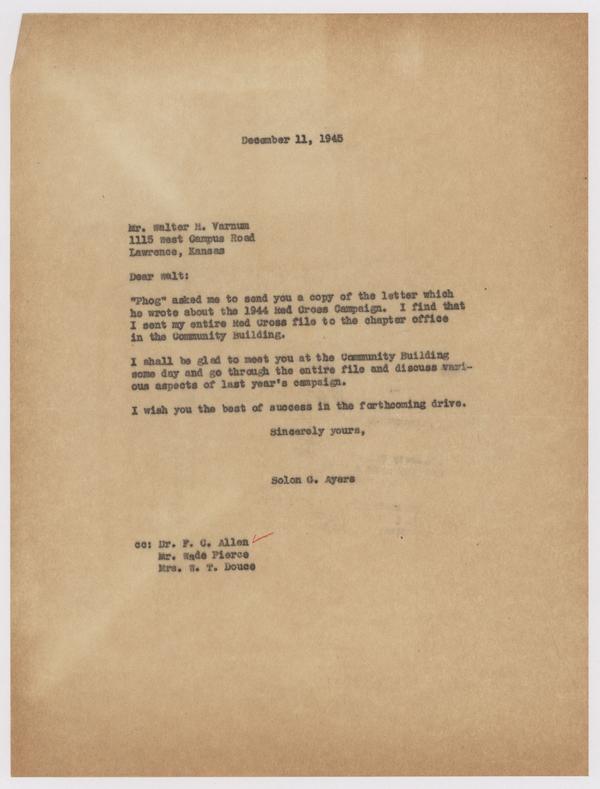 December 11, 1945
Mr. Walter H. Varnum
1115 West Campus Road
Lawrence, Kansas
Dear Walt:
"Phog" asked me to send you a copy of the letter which
he wrote about the 1944 Red Cross Campaign. I find that
I sent my entire Red Cross file to the chapter office
in the Community Building.
I shall be glad to meet you at the Community Building
some day and go through the entire file and discuss vari-
ous aspects of last year's campaign.
I wish you the best of success in the forthcoming drive.
Sincerely yours,
Solon G. Ayers
cc: Dr. F. C. Allen
Mr. Wade Pierce
Mrs. W. T. Douce